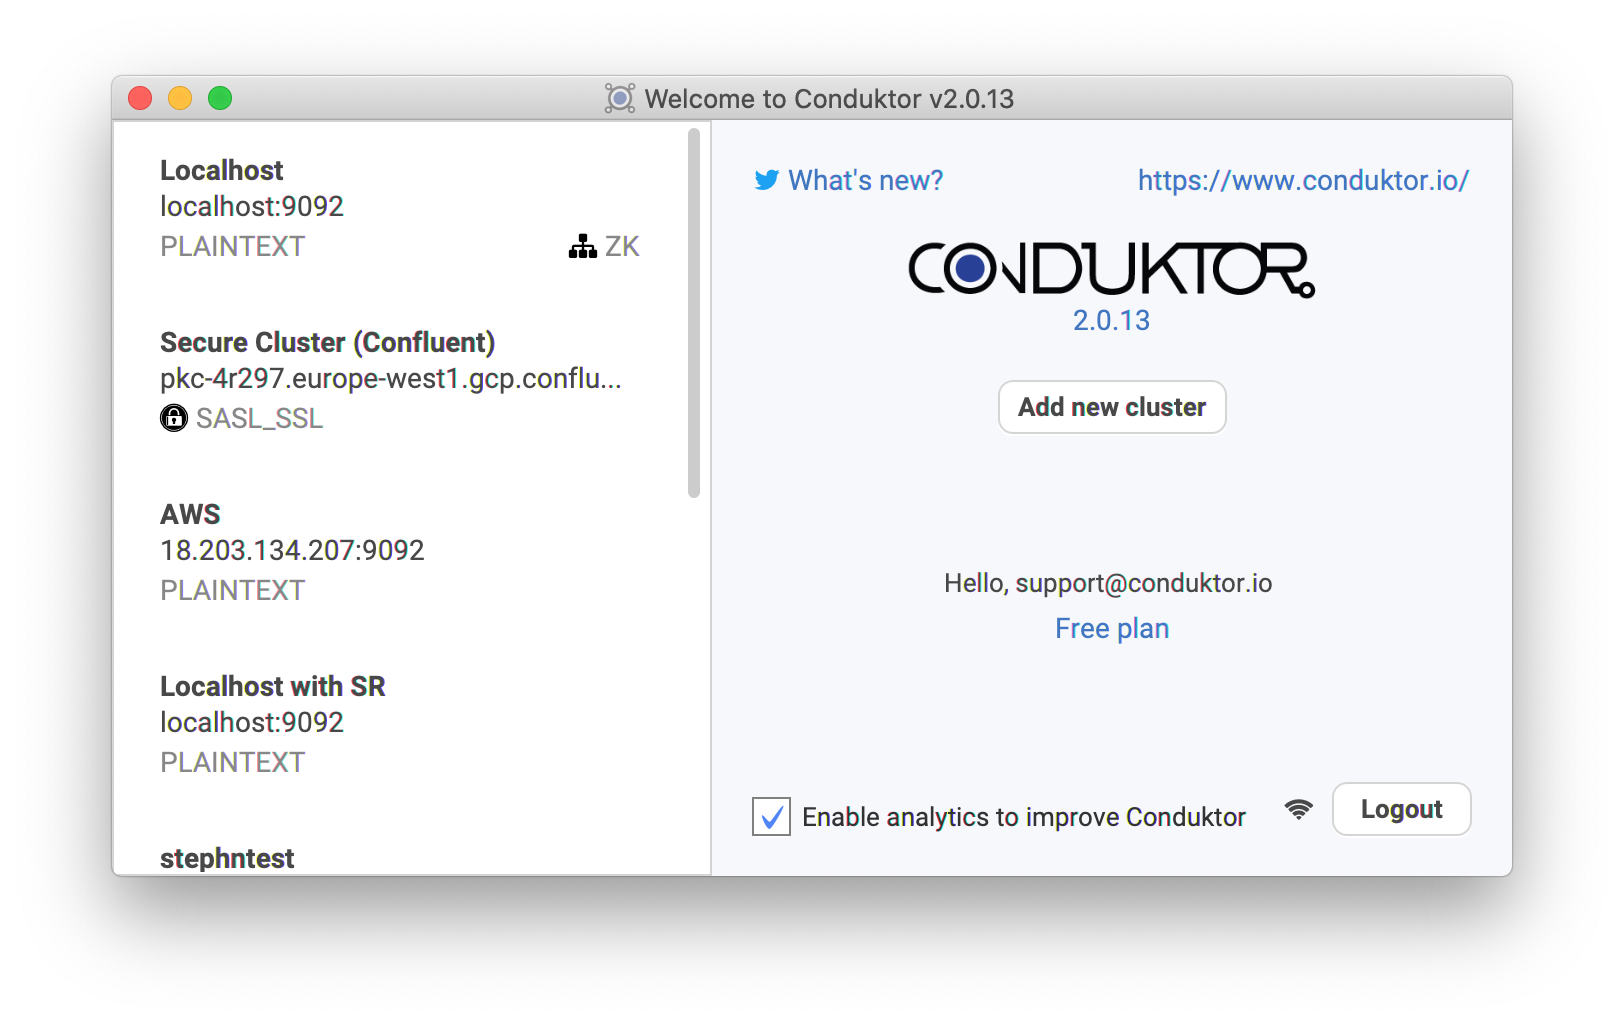 Welcome to Conduktor v2.0.13
Localhost
localhost:9092
PLAINTEXT ZK
Secure Cluster (Confluent)
pkc-4r297.europe-west1.gcp.conflu...
SASL_SSL
AWS
18.203.134.207:9092
PLAINTEXT
Localhost with SR
localhost:9092
PLAINTEXT
stephntest
What's new? https://www.conduktor.io/
CONDUKTOR
2.0.13
Add new cluster
Hello, support@conduktor.io
Free plan
Enable analytics to improve Conduktor Logout